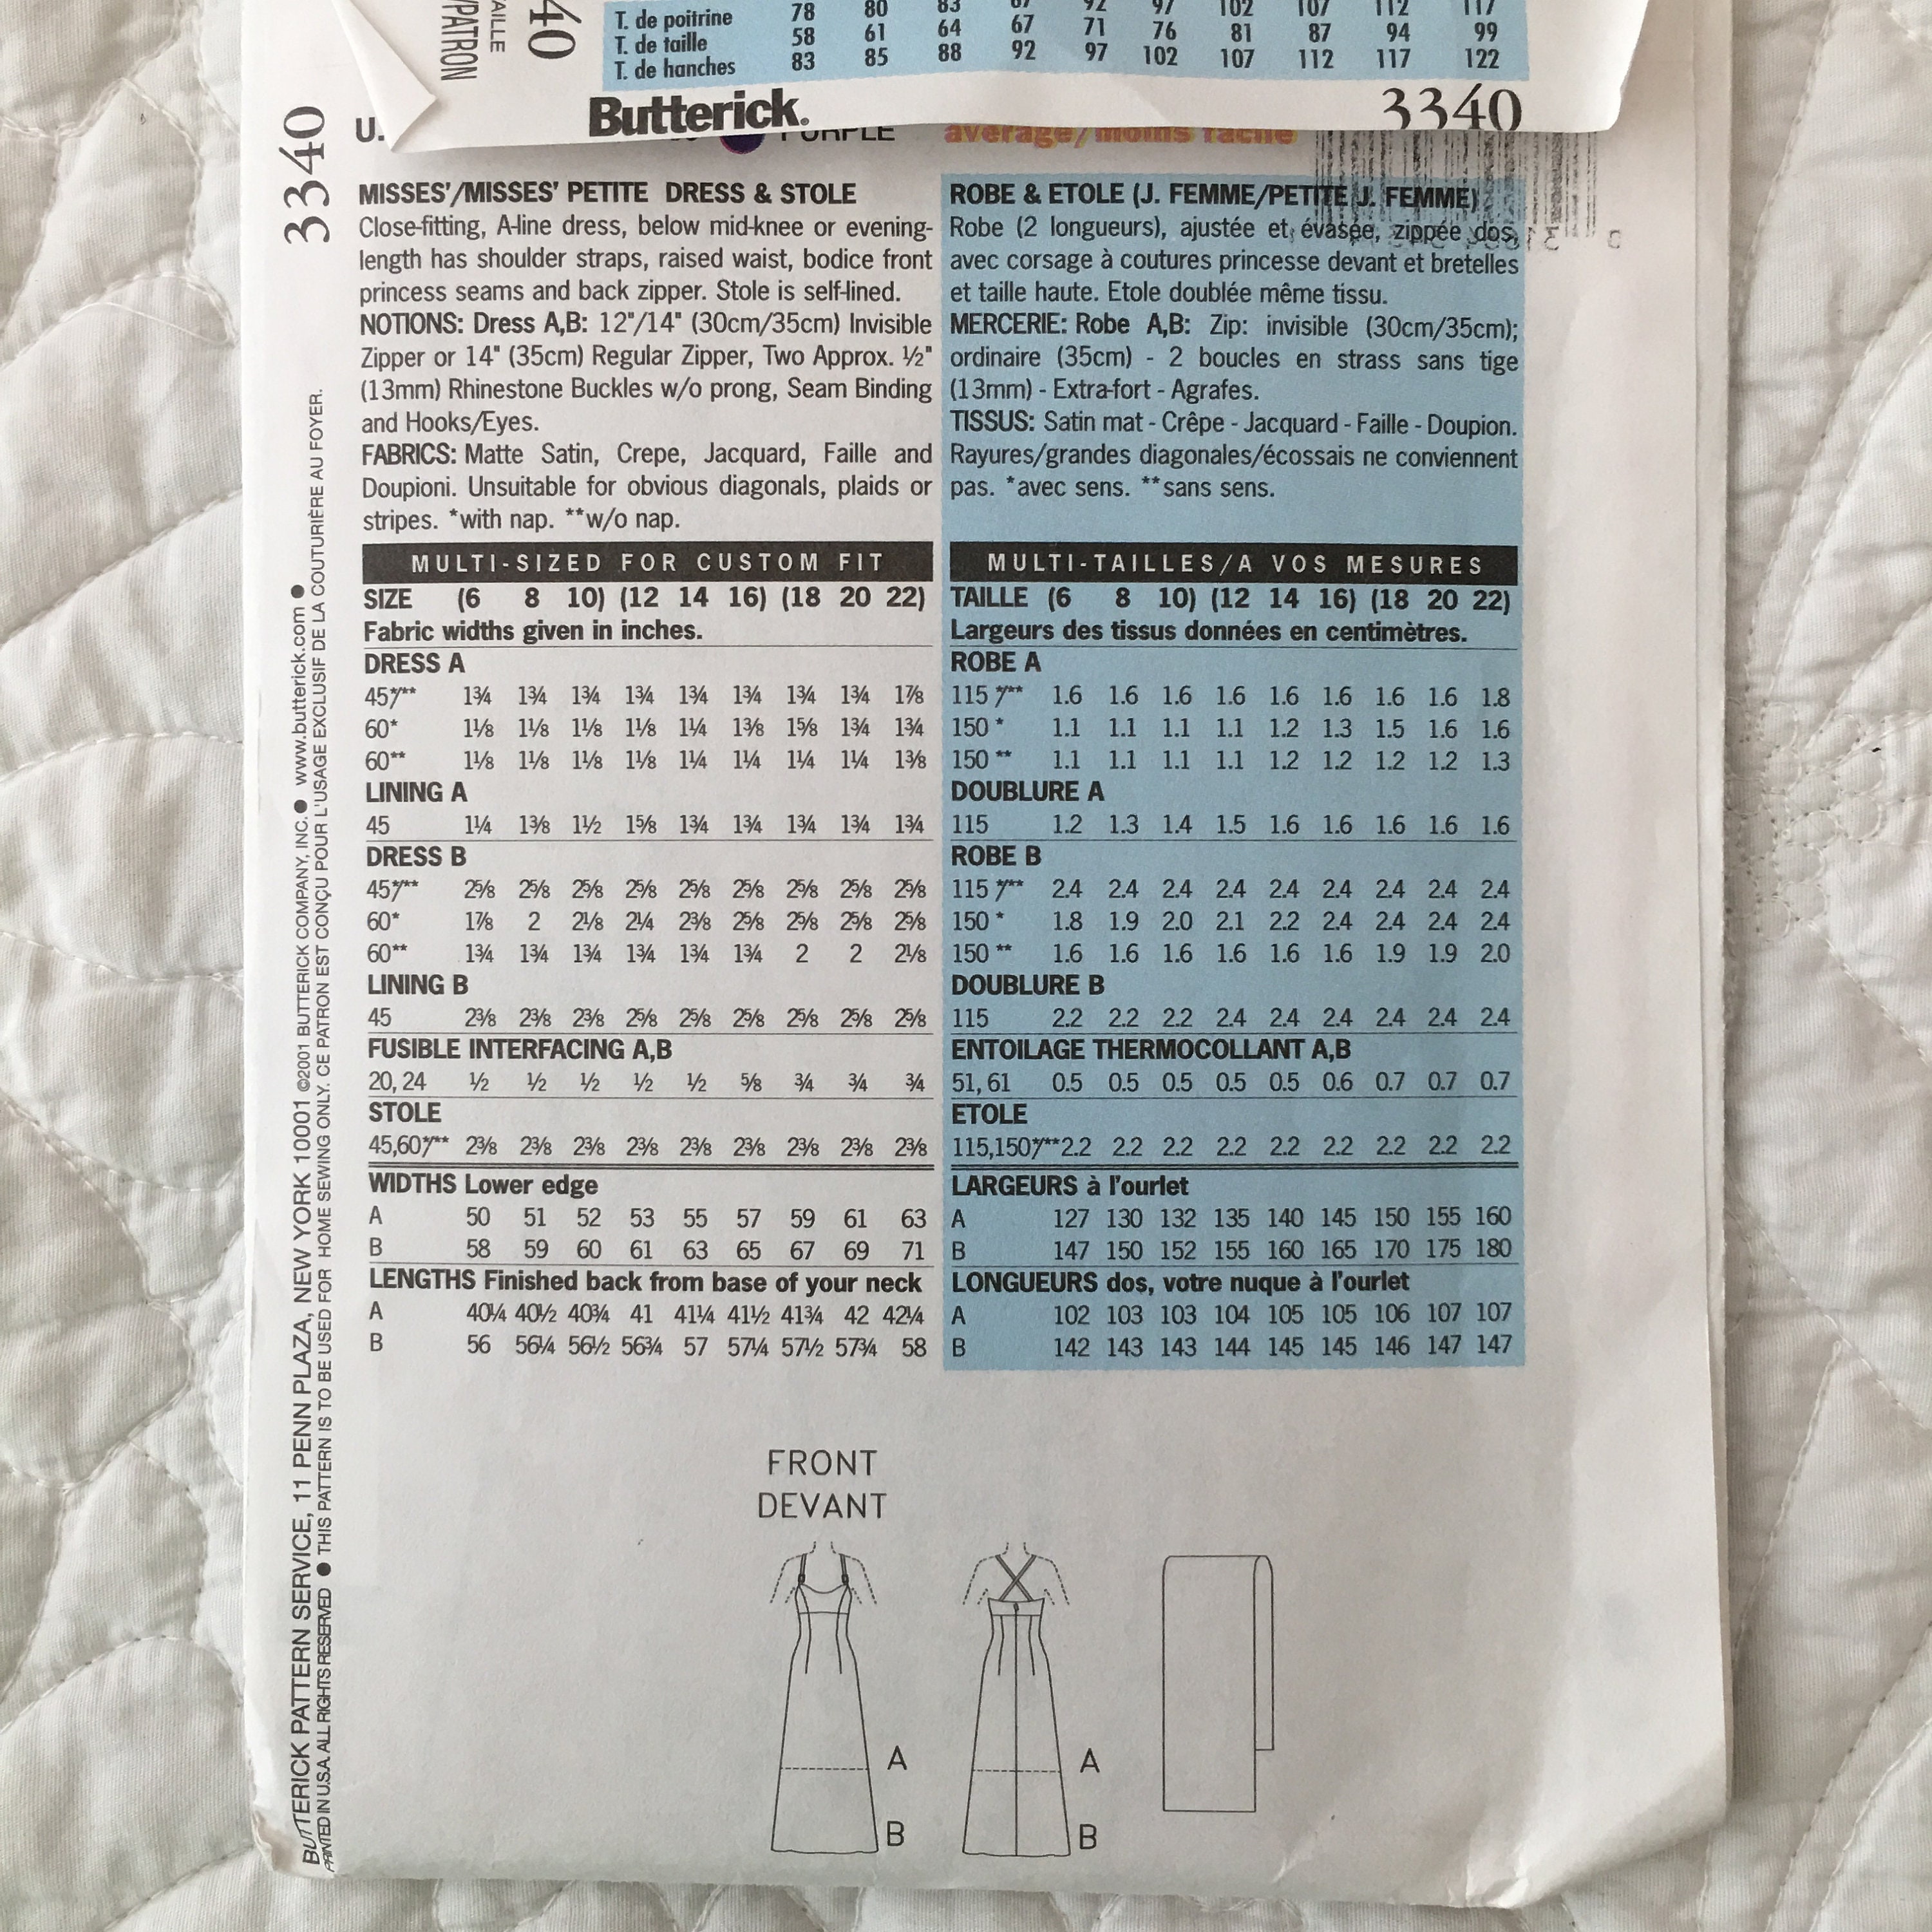 T. de poitrine 78 80 83 87 92 97 102 107 112 117
T. de taille 58 61 64 67 71 76 81 87 94 99
T. de hanches 83 85 88 92 97 102 107 112 117 122
Butterick.
3340
PATRON
AILLE
40
3340
U.
PURPLE
average/moins facile
MISSES'/MISSES' PETITE DRESS & STOLE
Close-fitting, A-line dress, below mid-knee or evening-
length has shoulder straps, raised waist, bodice front
princess seams and back zipper. Stole is self-lined.
NOTIONS: Dress A,B: 12"/14" (30cm/35cm) Invisible
Zipper or 14" (35cm) Regular Zipper, Two Approx. ½"
(13mm) Rhinestone Buckles w/o prong, Seam Binding
and Hooks/Eyes.
FABRICS: Matte Satin, Crepe, Jacquard, Faille and
Doupioni. Unsuitable for obvious diagonals, plaids or
stripes. *with nap. **w/o nap.
MULTI-SIZED FOR CUSTOM FIT
SIZE (6 8 10) (12 14 16) (18 20 22)
Fabric widths given in inches.
DRESS A
45*/** 1¾ 1¾ 1¾ 1¾ 1¾ 1¾ 1¾ 1¾ 1⅞
60* 1⅛ 1⅛ 1⅛ 1⅛ 1¼ 1⅜ 1⅝ 1¾ 1¾
60** 1⅛ 1⅛ 1⅛ 1⅛ 1¼ 1¼ 1¼ 1¼ 1⅜
LINING A
45 1¼ 1⅜ 1½ 1⅝ 1¾ 1¾ 1¾ 1¾ 1¾
DRESS B
45*/** 2⅝ 2⅝ 2⅝ 2⅝ 2⅝ 2⅝ 2⅝ 2⅝ 2⅝
60* 1⅞ 2 2⅛ 2¼ 2⅜ 2⅝ 2⅝ 2⅝ 2⅝
60** 1¾ 1¾ 1¾ 1¾ 1¾ 1¾ 2 2 2⅛
LINING B
45 2⅜ 2⅜ 2⅜ 2⅝ 2⅝ 2⅝ 2⅝ 2⅝ 2⅝
FUSIBLE INTERFACING A,B
20, 24 ½ ½ ½ ½ ½ ⅝ ¾ ¾ ¾
STOLE
45,60*/** 2⅜ 2⅜ 2⅜ 2⅜ 2⅜ 2⅜ 2⅜ 2⅜ 2⅜
WIDTHS Lower edge
A 50 51 52 53 55 57 59 61 63
B 58 59 60 61 63 65 67 69 71
LENGTHS Finished back from base of your neck
A 40¼ 40½ 40¾ 41 41¼ 41½ 41¾ 42 42¼
B 56 56¼ 56½ 56¾ 57 57¼ 57½ 57¾ 58
ROBE & ETOLE (J. FEMME/PETITE J. FEMME)
Robe (2 longueurs), ajustée et évasée, zippée dos,
avec corsage à coutures princesse devant et bretelles
et taille haute. Etole doublée même tissu.
MERCERIE: Robe A,B: Zip: invisible (30cm/35cm);
ordinaire (35cm) - 2 boucles en strass sans tige
(13mm) - Extra-fort - Agrafes.
TISSUS: Satin mat - Crêpe - Jacquard - Faille - Doupion.
Rayures/grandes diagonales/écossais ne conviennent
pas. *avec sens. **sans sens.
MULTI-TAILLES/A VOS MESURES
TAILLE (6 8 10) (12 14 16) (18 20 22)
Largeurs des tissus données en centimètres.
ROBE A
115 */** 1.6 1.6 1.6 1.6 1.6 1.6 1.6 1.6 1.8
150 * 1.1 1.1 1.1 1.1 1.2 1.3 1.5 1.6 1.6
150 ** 1.1 1.1 1.1 1.1 1.2 1.2 1.2 1.2 1.3
DOUBLURE A
115 1.2 1.3 1.4 1.5 1.6 1.6 1.6 1.6 1.6
ROBE B
115 */** 2.4 2.4 2.4 2.4 2.4 2.4 2.4 2.4 2.4
150 * 1.8 1.9 2.0 2.1 2.2 2.4 2.4 2.4 2.4
150 ** 1.6 1.6 1.6 1.6 1.6 1.6 1.9 1.9 2.0
DOUBLURE B
115 2.2 2.2 2.2 2.4 2.4 2.4 2.4 2.4 2.4
ENTOILAGE THERMOCOLLANT A,B
51, 61 0.5 0.5 0.5 0.5 0.5 0.6 0.7 0.7 0.7
ETOLE
115,150*/** 2.2 2.2 2.2 2.2 2.2 2.2 2.2 2.2 2.2
LARGEURS à l'ourlet
A 127 130 132 135 140 145 150 155 160
B 147 150 152 155 160 165 170 175 180
LONGUEURS dos, votre nuque à l'ourlet
A 102 103 103 104 105 105 106 107 107
B 142 143 143 144 145 145 146 147 147
FRONT
DEVANT
A
B
A
B
BUTTERICK PATTERN SERVICE, 11 PENN PLAZA, NEW YORK 10001 ©2001 BUTTERICK COMPANY, INC. ● www.butterick.com ●
PRINTED IN U.S.A. ALL RIGHTS RESERVED ● THIS PATTERN IS TO BE USED FOR HOME SEWING ONLY. CE PATRON EST CONÇU POUR L'USAGE EXCLUSIF DE LA COUTURIÈRE AU FOYER.